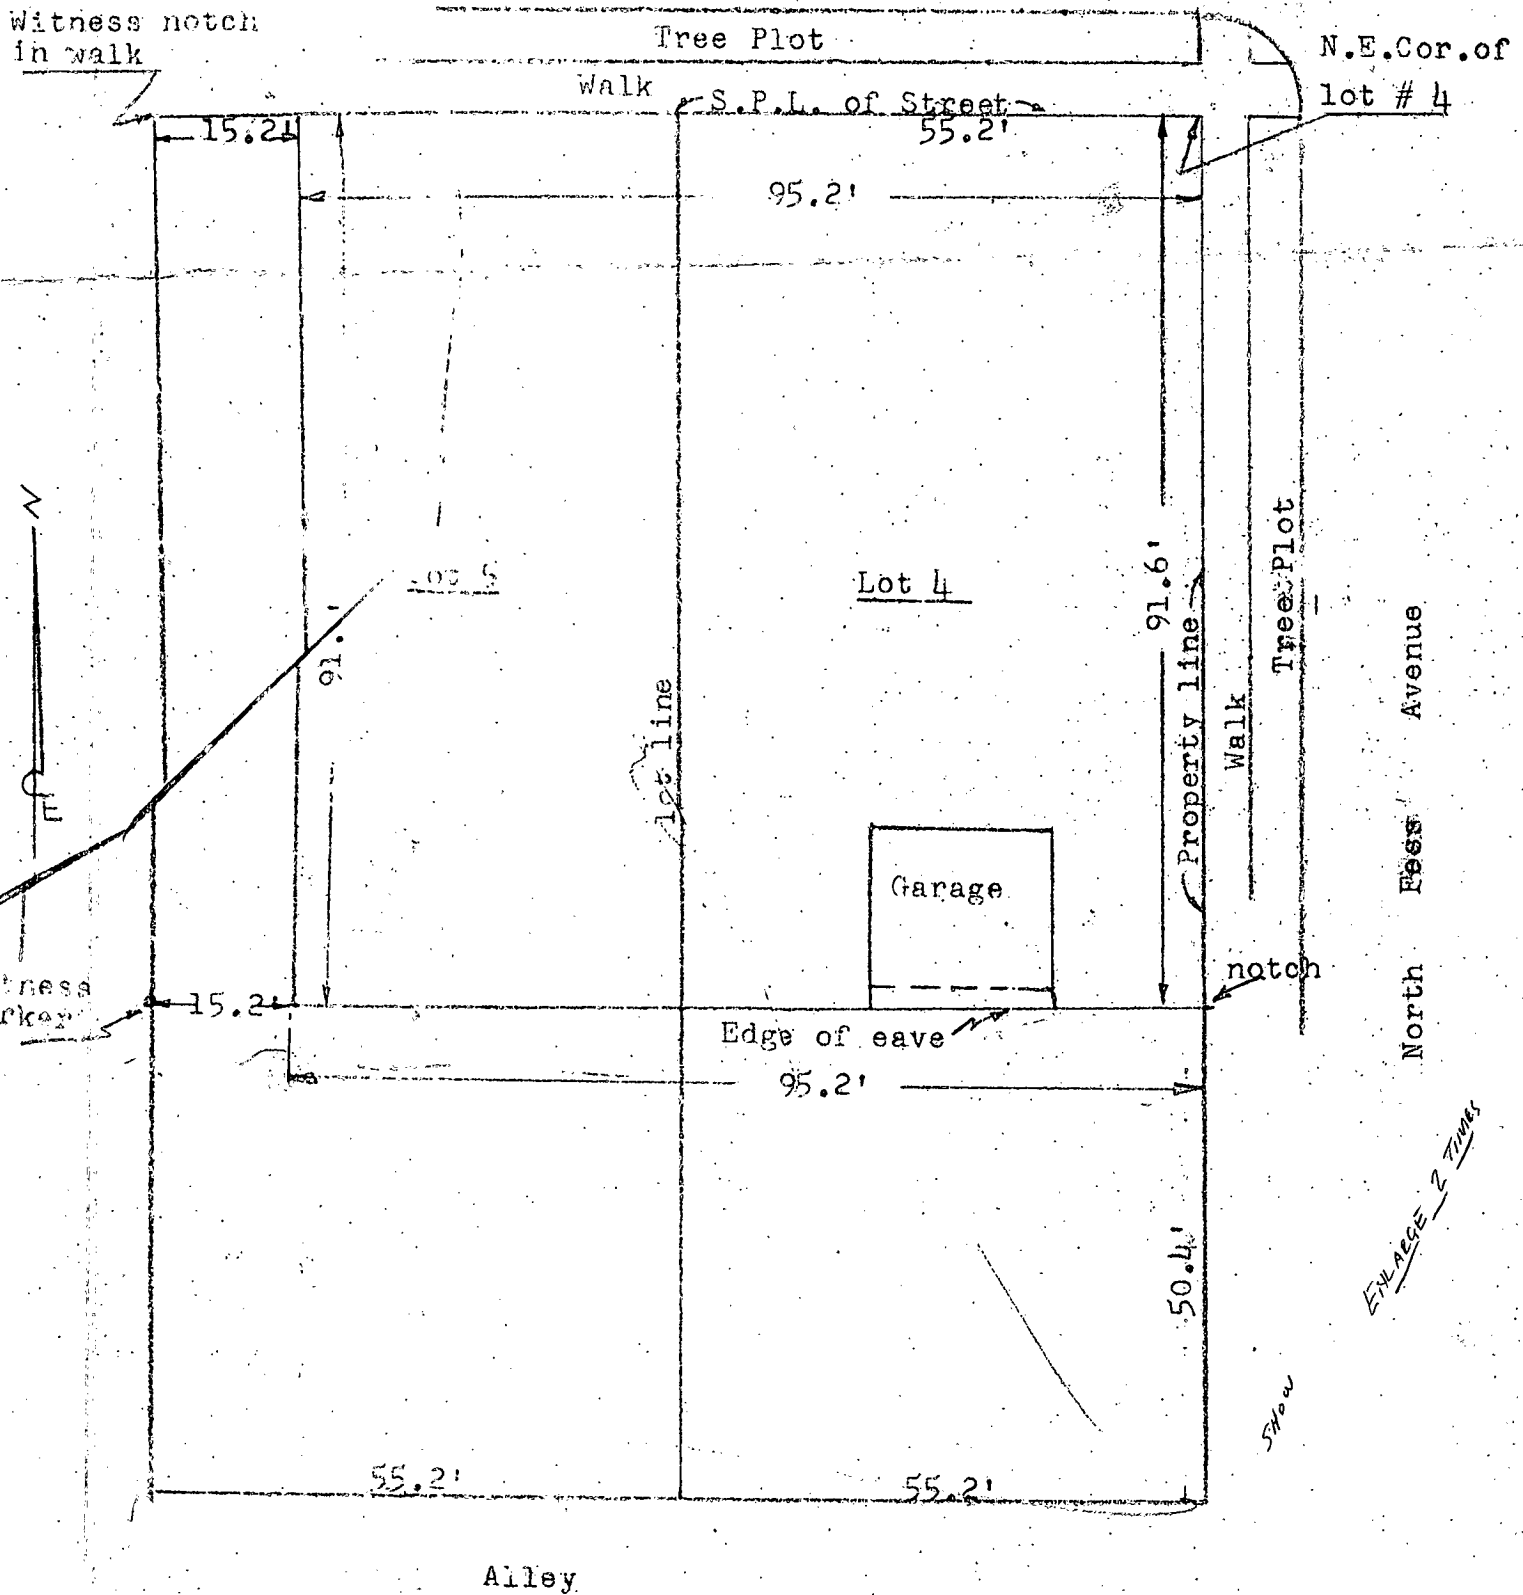 Witness notch
in walk
Tree Plot
N.E.Cor.of
lot # 4
Walk
S.P.L. of Street
15.2'
55.2'
95.2'
N
Lot 4
91.
91.6'
Property line
Tree Plot
Walk
North Fess Avenue
lot line
Garage
notch
15.2'
Edge of eave
95.2'
50.4'
ENLARGE 2 TIMES
SHOW
55.2'
55.2'
Alley